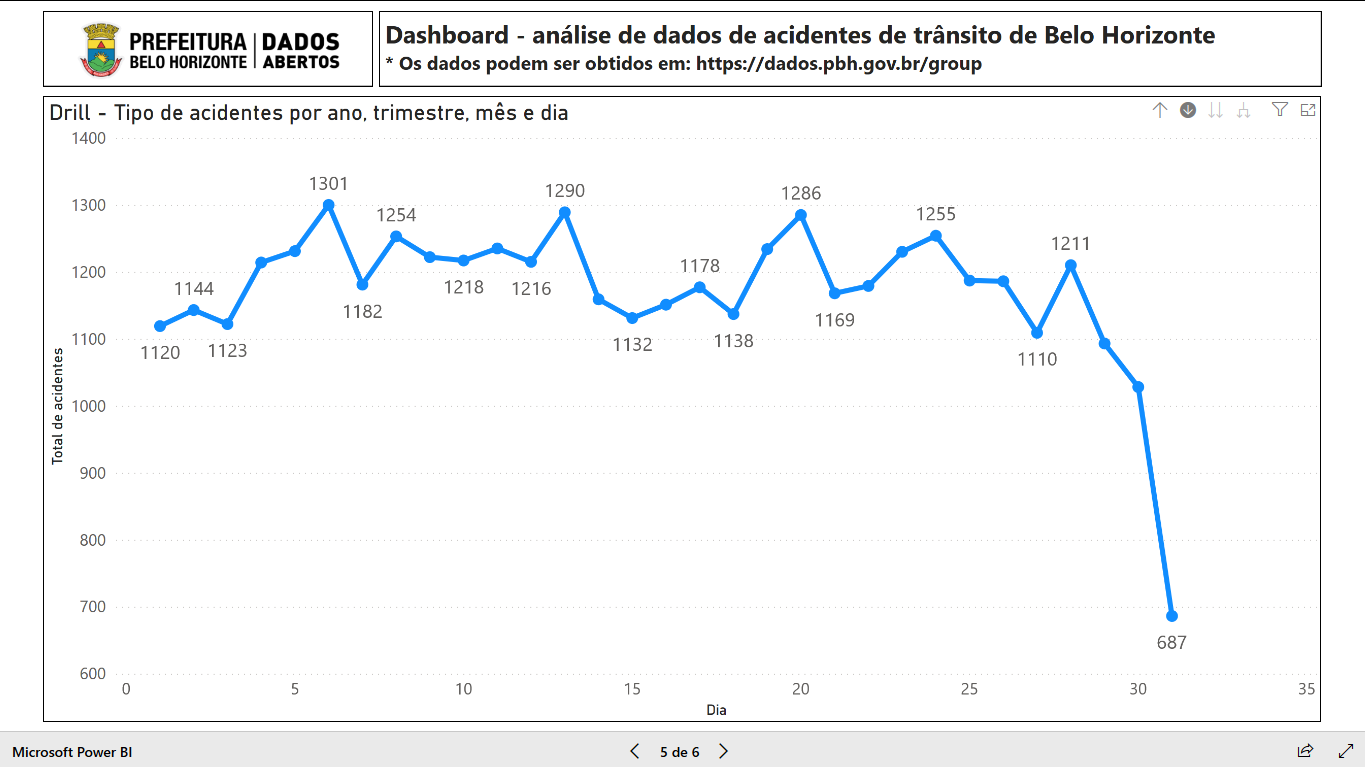 PREFEITURA
BELO HORIZONTE
DADOS
ABERTOS
Dashboard - análise de dados de acidentes de trânsito de Belo Horizonte
* Os dados podem ser obtidos em: https://dados.pbh.gov.br/group
Drill - Tipo de acidentes por ano, trimestre, mês e dia
1400
1300
1200
1100
1000
900
800
700
600
Total de acidentes
1120
1144
1123
1301
1182
1254
1218
1216
1290
1132
1178
1138
1286
1169
1255
1110
1211
687
0 5 10 15 20 25 30 35
Dia
Microsoft Power BI
5 de 6